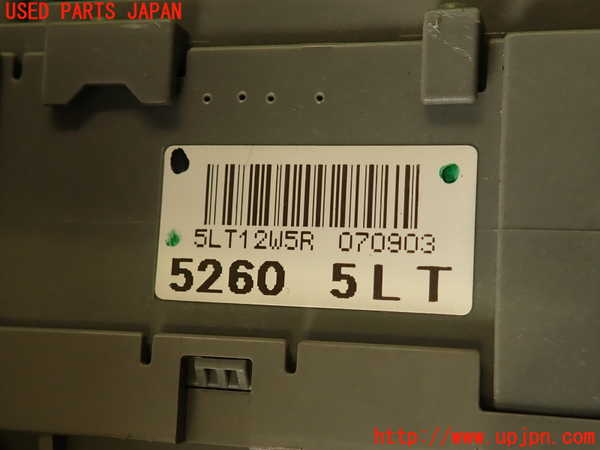 USED PARTS JAPAN
5LT12W5R 070903
5260 5LT
http://www.upjpn.com/